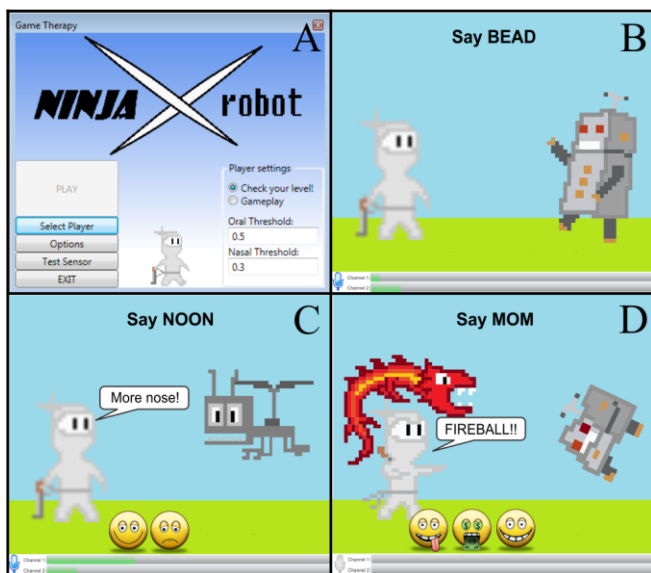 Game Therapy
A
NINJA X robot
PLAY
Select Player
Options
Test Sensor
EXIT
Player settings
Check your level!
Gameplay
Oral Threshold:
0.5
Nasal Threshold:
0.3
Say BEAD
B
Channel 1:
Channel 2:
Say NOON
C
More nose!
Channel 1:
Channel 2:
Say MOM
D
FIREBALL!!
Channel 1:
Channel 2: